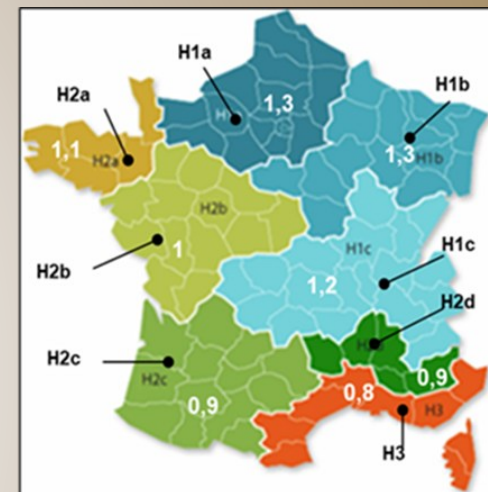 H1a
H2a
H1b
1,3
H1
1,1
H2a
1,3
H1b
H2b
1
H1c
H1c
H2b
1,2
H2d
H2c
H2c
0,9
0,8
0,9
H3
H3